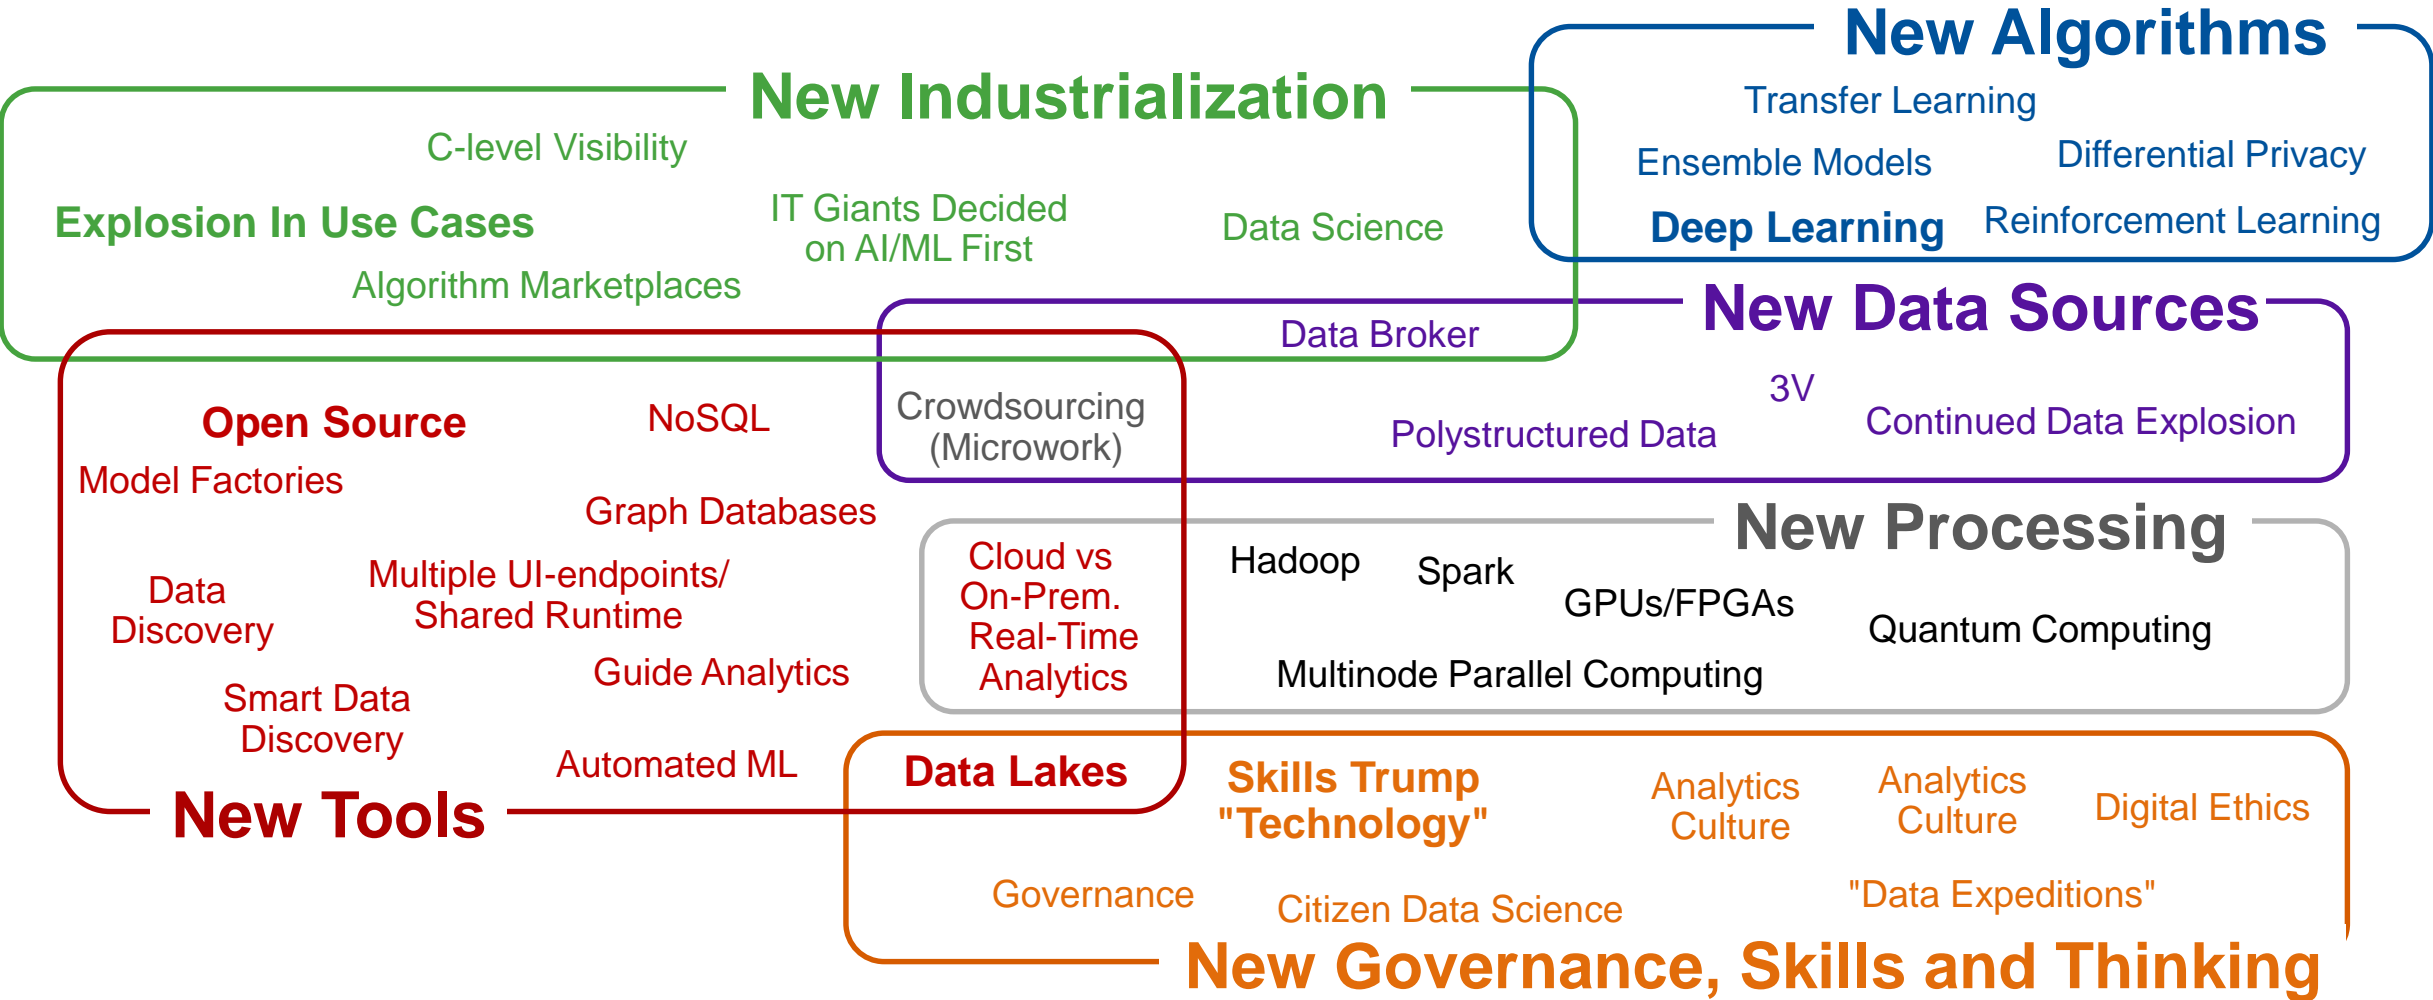 New Algorithms
Transfer Learning
Ensemble Models
Differential Privacy
Deep Learning
Reinforcement Learning
New Industrialization
C-level Visibility
Explosion In Use Cases
IT Giants Decided
on AI/ML First
Data Science
Algorithm Marketplaces
New Data Sources
Data Broker
3V
Polystructured Data
Continued Data Explosion
Crowdsourcing
(Microwork)
Open Source
NoSQL
Model Factories
Graph Databases
Data
Discovery
Multiple UI-endpoints/
Shared Runtime
Guide Analytics
Smart Data
Discovery
Automated ML
New Tools
New Processing
Cloud vs
On-Prem.
Real-Time
Analytics
Hadoop
Spark
GPUs/FPGAs
Quantum Computing
Multinode Parallel Computing
Data Lakes
Skills Trump
"Technology"
Analytics
Culture
Analytics
Culture
Digital Ethics
Governance
Citizen Data Science
"Data Expeditions"
New Governance, Skills and Thinking